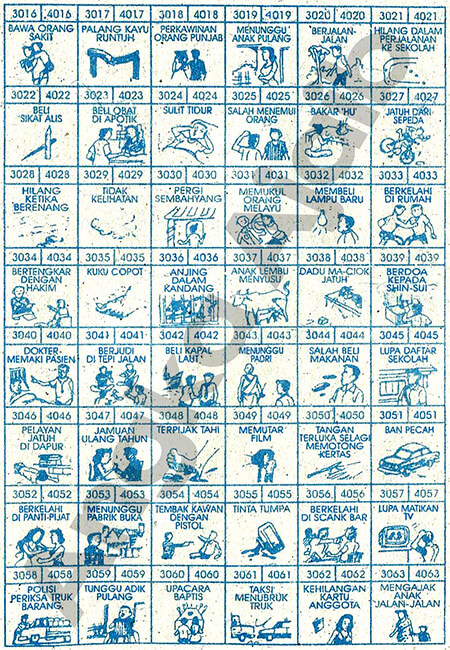 3016 4016 3017 4017 3018 4018 3019 4019 3020 4020 3021 4021
BAWA ORANG
SAKIT
PALANG KAYU
RUNTUH
PERKAWINAN
ORANG PUNJAB
MENUNGGU
ANAK PULANG
BERJALAN-
JALAN
HILANG DALAM
PERJALANAN
KE SEKOLAH
3022 4022 3023 4023 3024 4024 3025 4025 3026 4026 3027 4027
BELI
SIKAT ALIS
BELI OBAT
DI APOTIK
SULIT TIDUR
SALAH MENEMUI
ORANG
BAKAR 'HU'
JATUH DARI
SEPEDA
3028 4028 3029 4029 3030 4030 3031 4031 3032 4032 3033 4033
HILANG
KETIKA
BERENANG
TIDAK
KELIHATAN
PERGI
SEMBAHYANG
MEMUKUL
ORANG
MELAYU
MEMBELI
LAMPU BARU
BERKELAHI
DI RUMAH
3034 4034 3035 4035 3036 4036 3037 4037 3038 4038 3039 4039
BERTENGKAR
DENGAN
HAKIM
KUKU COPOT
ANJING
DALAM
KANDANG
ANAK LEMBU
MENYUSU
DADU MA-CIOK
JATUH
BERDOA
KEPADA
SHIN-SUI
3040 4040 3041 4041 3042 4042 3043 4043 3044 4044 3045 4045
DOKTER
MEMAKI PASIEN
BERJUDI
DI TEPI JALAN
BELI KAPAL
LAUT
MENUNGGU
PADRI
SALAH BELI
MAKANAN
LUPA DAFTAR
SEKOLAH
3046 4046 3047 4047 3048 4048 3049 4049 3050 4050 3051 4051
PELAYAN
JATUH
DI DAPUR
JAMUAN
ULANG TAHUN
TERPIJAK TAHI
MEMUTAR
FILM
TANGAN
TERLUKA SELAGI
MEMOTONG
KERTAS
BAN PECAH
3052 4052 3053 4053 3054 4054 3055 4055 3056 4056 3057 4057
BERKELAHI
DI PANTI-PIJAT
MENUNGGU
PABRIK BUKA
TEMBAK KAWAN
DENGAN
PISTOL
TINTA TUMPA
BERKELAHI
DI SCANK BAR
LUPA MATIKAN
TV
3058 4058 3059 4059 3060 4060 3061 4061 3062 4062 3063 4063
POLISI
PERIKSA TRUK
BARANG
TUNGGU ADIK
PULANG
UPACARA
BAPTIS
TAKSI
MENUBRUK
TRUK
KEHILANGAN
KARTU
ANGGOTA
MENGAJAK
ANAK
JALAN-JALAN